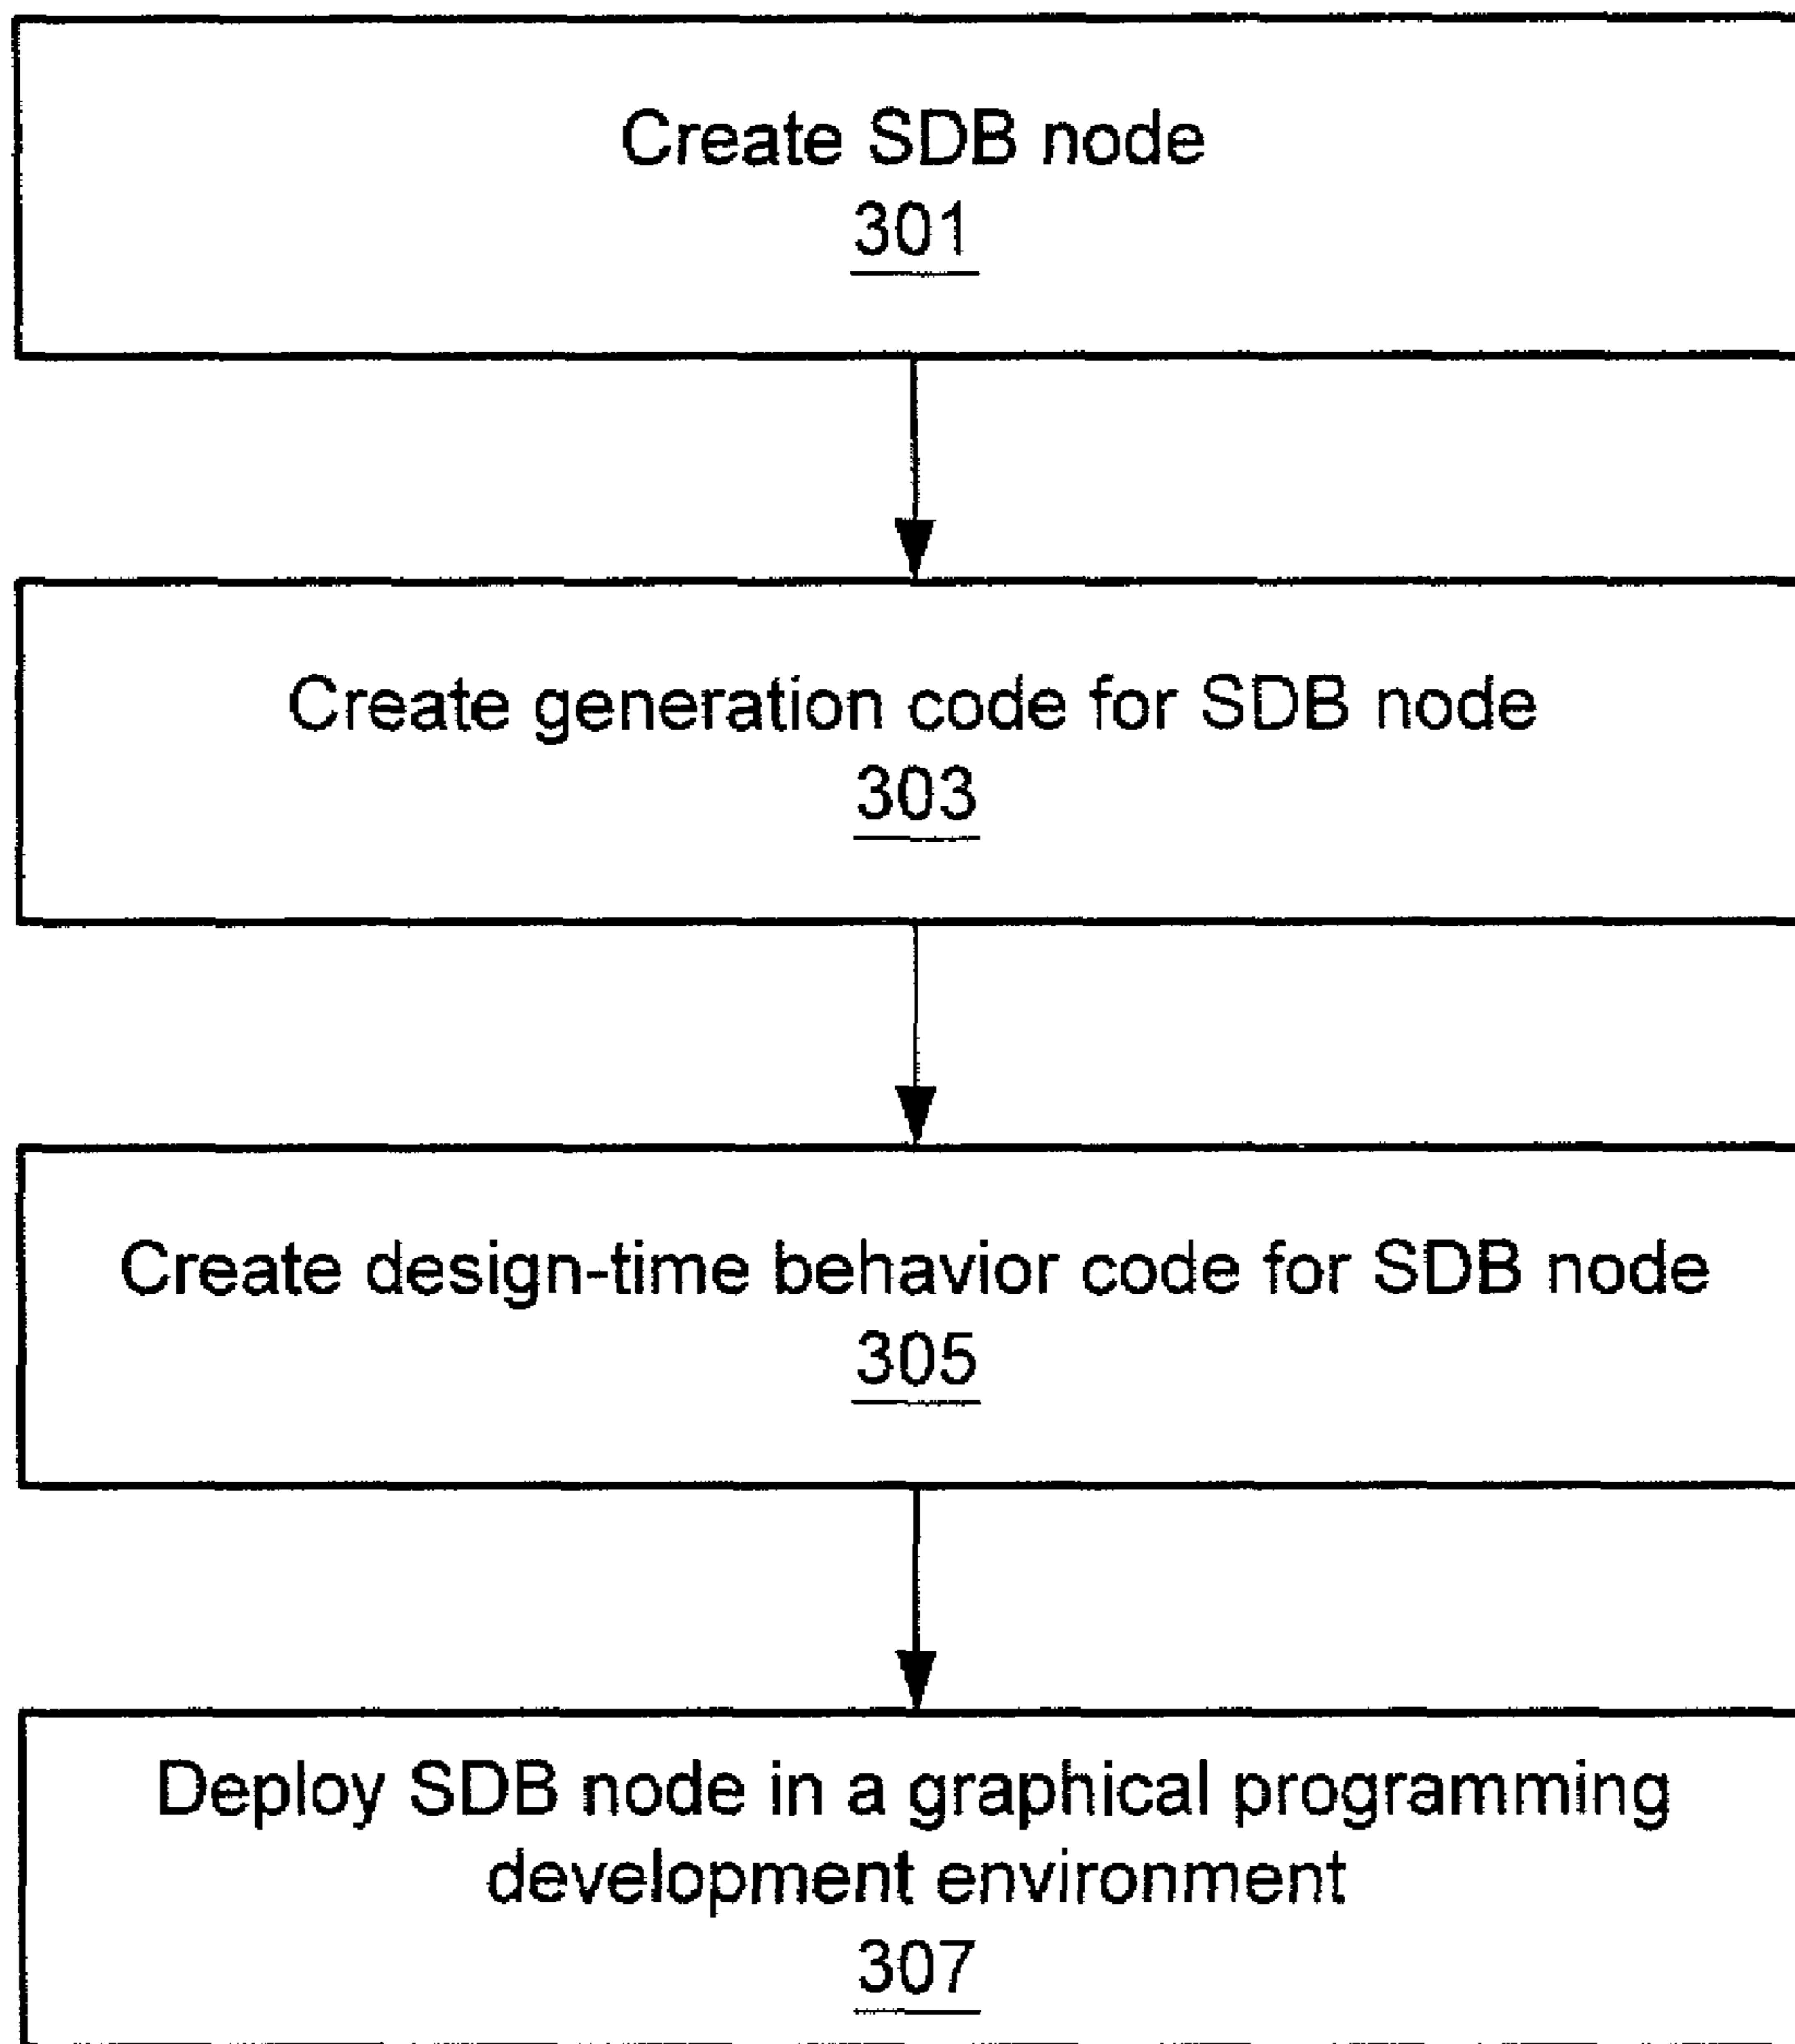 Create SDB node
301
Create generation code for SDB node
303
Create design-time behavior code for SDB node
305
Deploy SDB node in a graphical programming
development environment
307